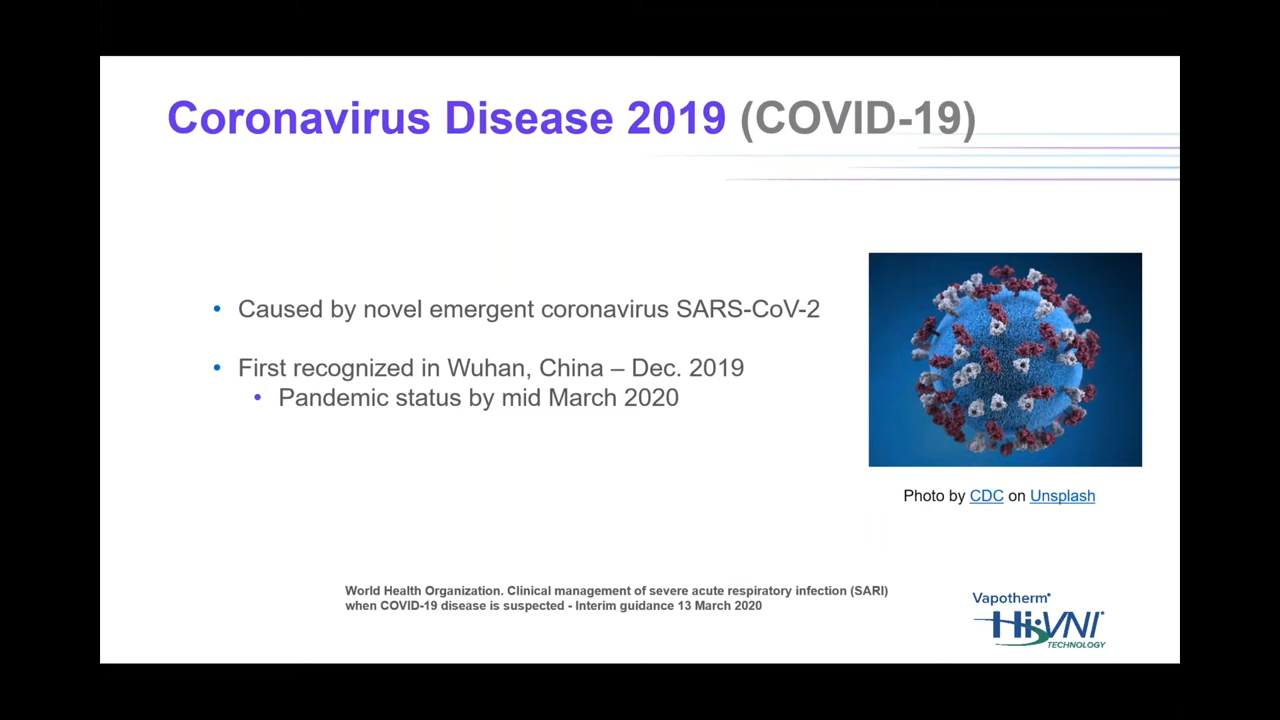 Coronavirus Disease 2019 (COVID-19)
• Caused by novel emergent coronavirus SARS-CoV-2
• First recognized in Wuhan, China – Dec. 2019
• Pandemic status by mid March 2020
Photo by CDC on Unsplash
World Health Organization. Clinical management of severe acute respiratory infection (SARI)
when COVID-19 disease is suspected - Interim guidance 13 March 2020
Vapotherm®
Hi-VNI®
TECHNOLOGY